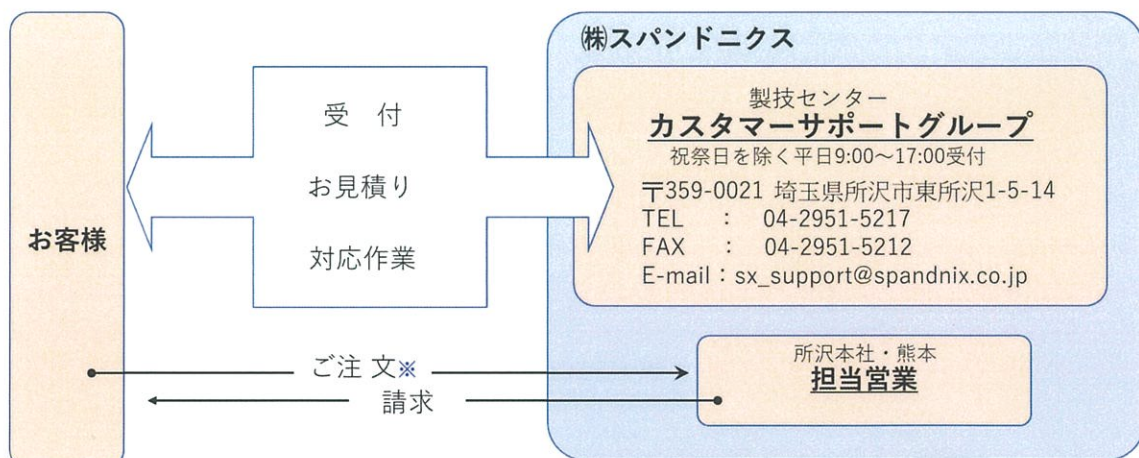 お客様
受　付
お見積り
対応作業
㈱スパンドニクス
製技センター
カスタマーサポートグループ
祝祭日を除く平日9:00～17:00受付
〒359-0021 埼玉県所沢市東所沢1-5-14
TEL　：　04-2951-5217
FAX　：　04-2951-5212
E-mail：sx_support@spandnix.co.jp
ご注 文※
請求
所沢本社・熊本
担当営業